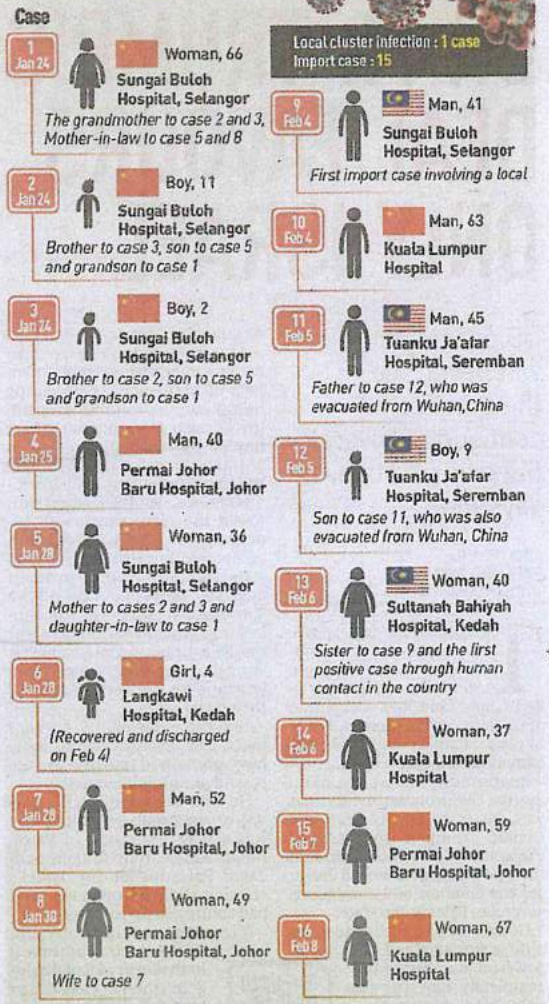 Case
1
Jan 24
Woman, 66
Sungai Buloh
Hospital, Selangor
The grandmother to case 2 and 3,
Mother-in-law to case 5 and 8
2
Jan 24
Boy, 11
Sungai Buloh
Hospital, Selangor
Brother to case 3, son to case 5
and grandson to case 1
3
Jan 24
Boy, 2
Sungai Buloh
Hospital, Selangor
Brother to case 2, son to case 5
and grandson to case 1
4
Jan 25
Man, 40
Permai Johor
Baru Hospital, Johor
5
Jan 28
Woman, 36
Sungai Buloh
Hospital, Selangor
Mother to cases 2 and 3 and
daughter-in-law to case 1
6
Jan 28
Girl, 4
Langkawi
Hospital, Kedah
(Recovered and discharged
on Feb 4)
7
Jan 28
Man, 52
Permai Johor
Baru Hospital, Johor
8
Jan 30
Woman, 49
Permai Johor
Baru Hospital, Johor
Wife to case 7
Local cluster infection : 1 case
Import case : 15
9
Feb 4
Man, 41
Sungai Buloh
Hospital, Selangor
First import case involving a local
10
Feb 4
Man, 63
Kuala Lumpur
Hospital
11
Feb 5
Man, 45
Tuanku Ja'afar
Hospital, Seremban
Father to case 12, who was
evacuated from Wuhan, China
12
Feb 5
Boy, 9
Tuanku Ja'afar
Hospital, Seremban
Son to case 11, who was also
evacuated from Wuhan, China
13
Feb 6
Woman, 40
Sultanah Bahiyah
Hospital, Kedah
Sister to case 9 and the first
positive case through human
contact in the country
14
Feb 6
Woman, 37
Kuala Lumpur
Hospital
15
Feb 7
Woman, 59
Permai Johor
Baru Hospital, Johor
16
Feb 8
Woman, 67
Kuala Lumpur
Hospital